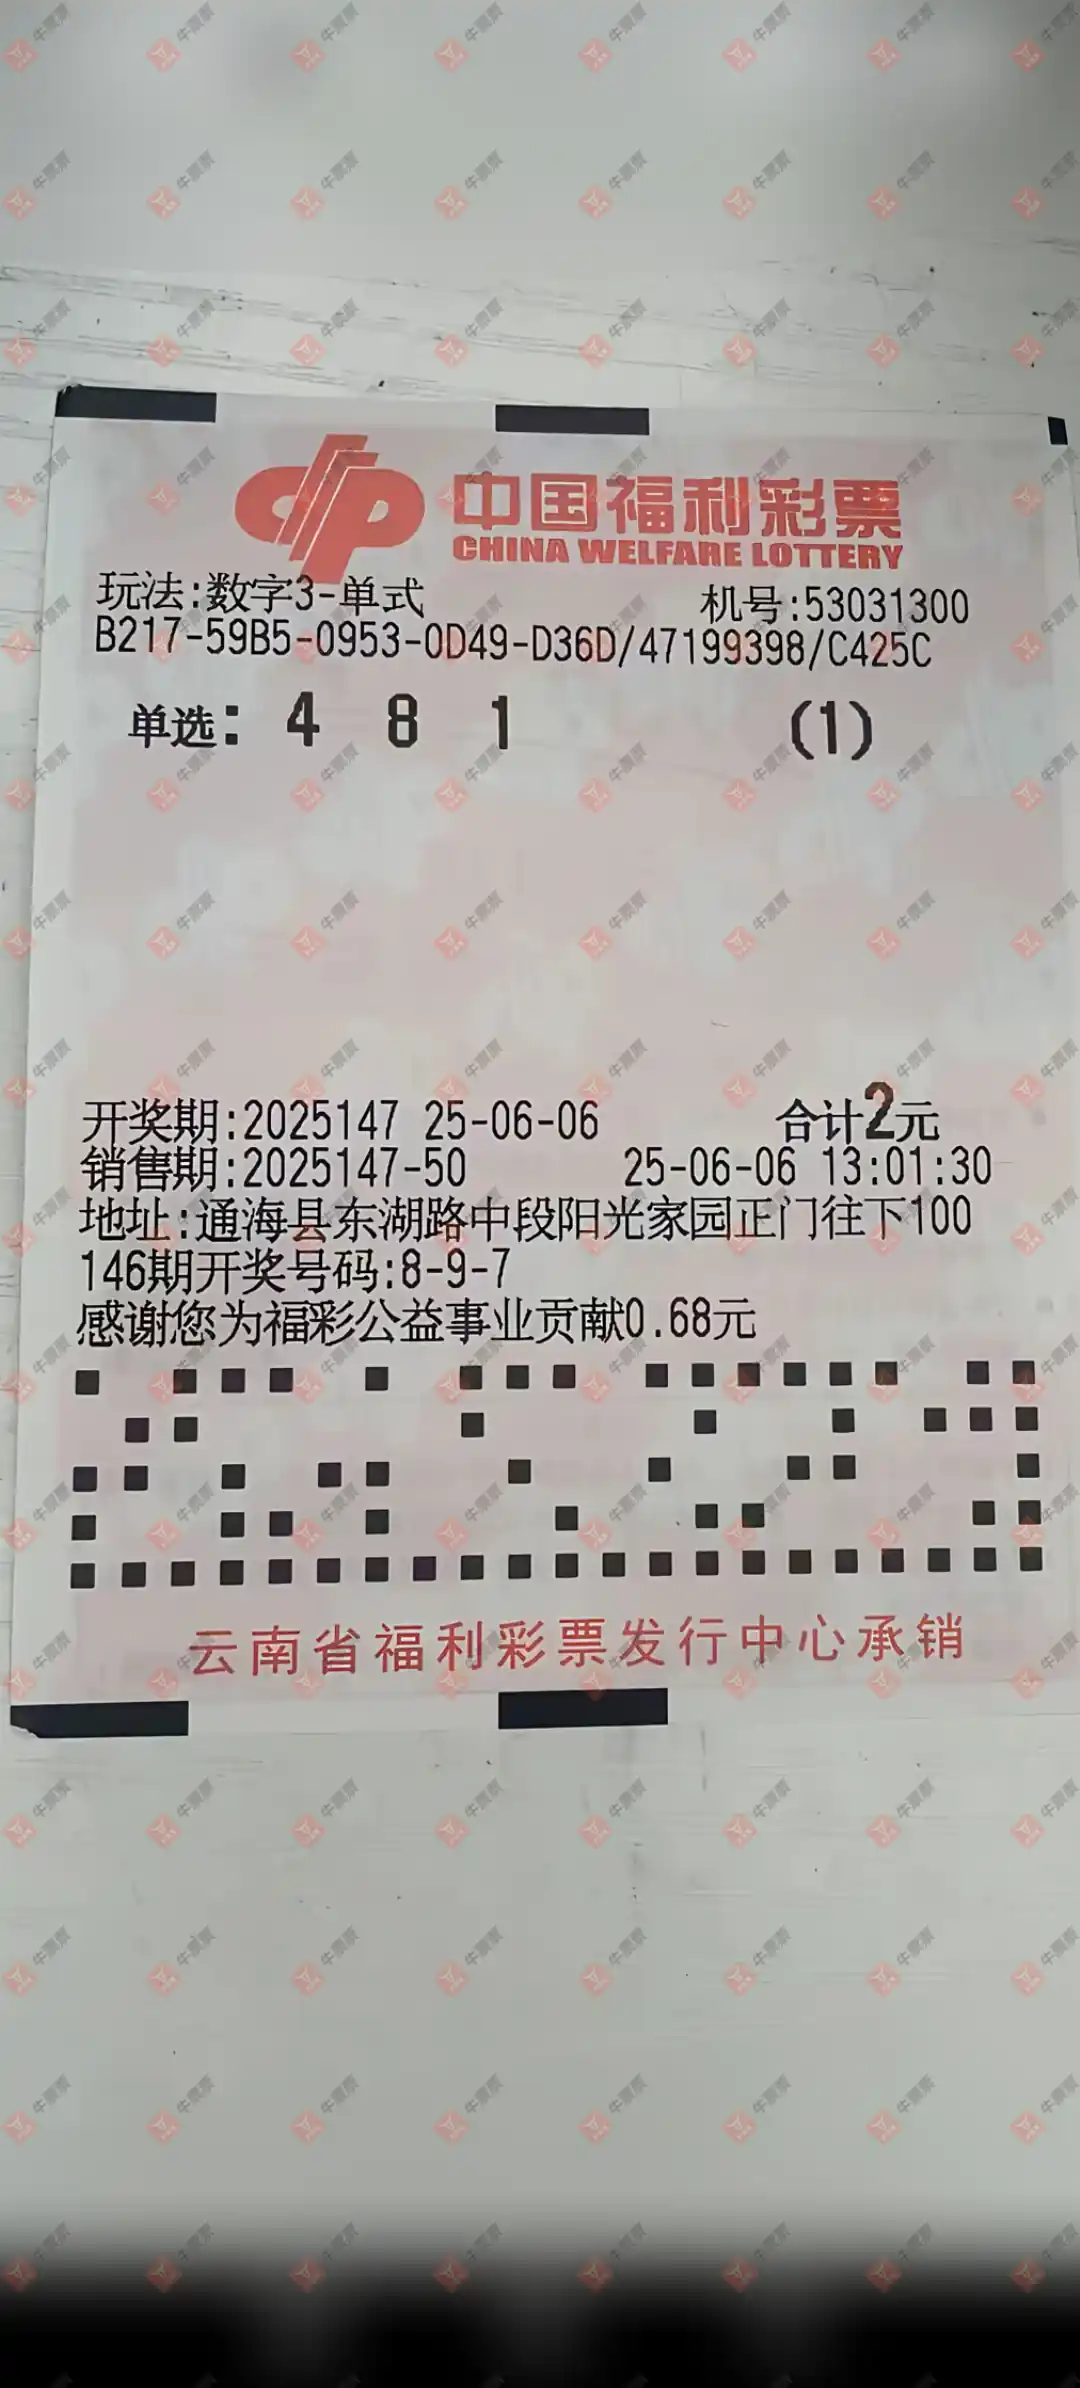 中国福利彩票
CHINA WELFARE LOTTERY
玩法:数字3-单式 机号:53031300
B217-59B5-0953-0D49-D36D/47199398/C425C
单选: 4 8 1 (1)
开奖期:2025147 25-06-06 合计2元
销售期:2025147-50 25-06-06 13:01:30
地址:通海县东湖路中段阳光家园正门往下100
146期开奖号码:8-9-7
感谢您为福彩公益事业贡献0.68元
云南省福利彩票发行中心承销